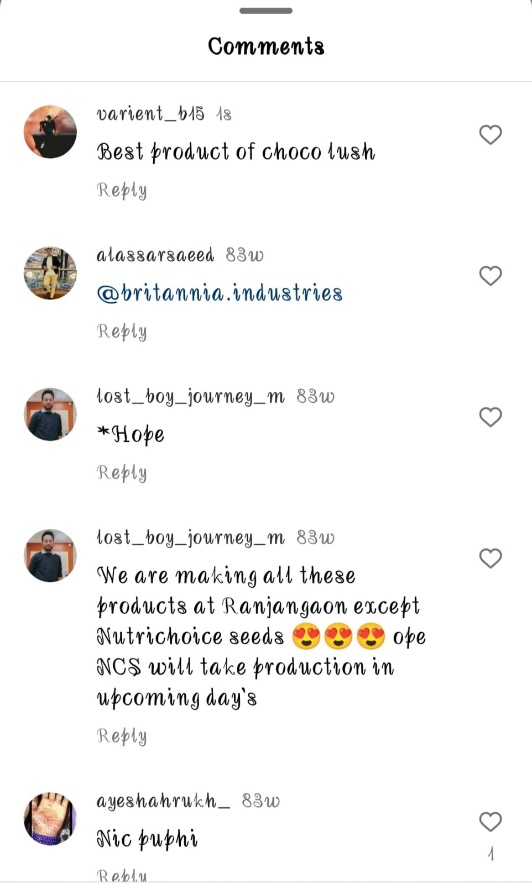 Comments
varient_b15 1s
Best product of choco lush
Reply
alassarsaeed 83w
@britannia.industries
Reply
lost_boy_journey_m 83w
*Hope
Reply
lost_boy_journey_m 83w
We are making all these
products at Ranjangaon except
Nutrichoice seeds 😍😍😍 ope
NCS will take production in
upcoming day's
Reply
ayeshahrukh_ 83w
Nic puphi
1
Reply